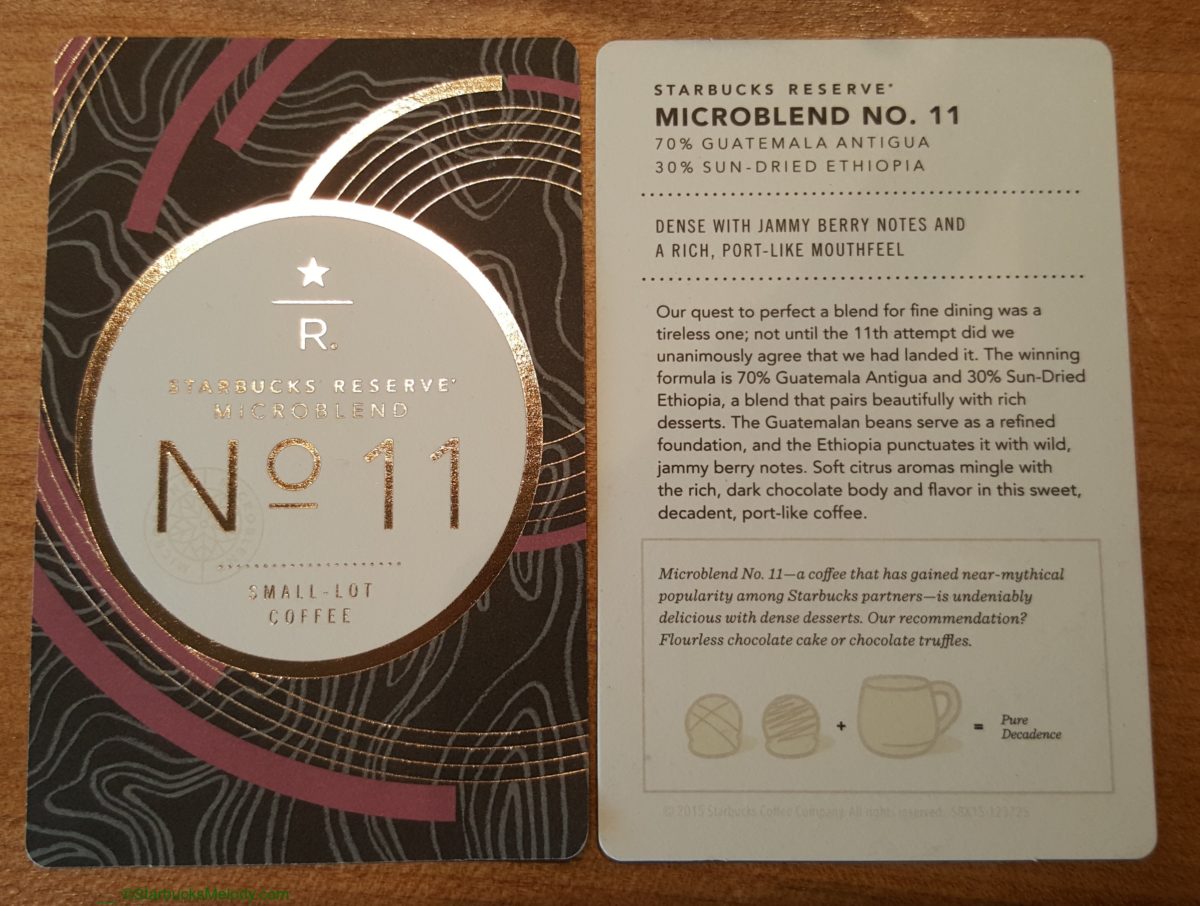 R.
STARBUCKS RESERVE*
MICROBLEND
Nº 11
SMALL-LOT
COFFEE
STARBUCKS RESERVE*
MICROBLEND NO. 11
70% GUATEMALA ANTIGUA
30% SUN-DRIED ETHIOPIA
DENSE WITH JAMMY BERRY NOTES AND
A RICH, PORT-LIKE MOUTHFEEL
Our quest to perfect a blend for fine dining was a
tireless one; not until the 11th attempt did we
unanimously agree that we had landed it. The winning
formula is 70% Guatemala Antigua and 30% Sun-Dried
Ethiopia, a blend that pairs beautifully with rich
desserts. The Guatemalan beans serve as a refined
foundation, and the Ethiopia punctuates it with wild,
jammy berry notes. Soft citrus aromas mingle with
the rich, dark chocolate body and flavor in this sweet,
decadent, port-like coffee.
Microblend No. 11—a coffee that has gained near-mythical
popularity among Starbucks partners—is undeniably
delicious with dense desserts. Our recommendation?
Flourless chocolate cake or chocolate truffles.
+ = Pure
Decadence
© 2015 Starbucks Coffee Company. All rights reserved.
©StarbucksMelody.com